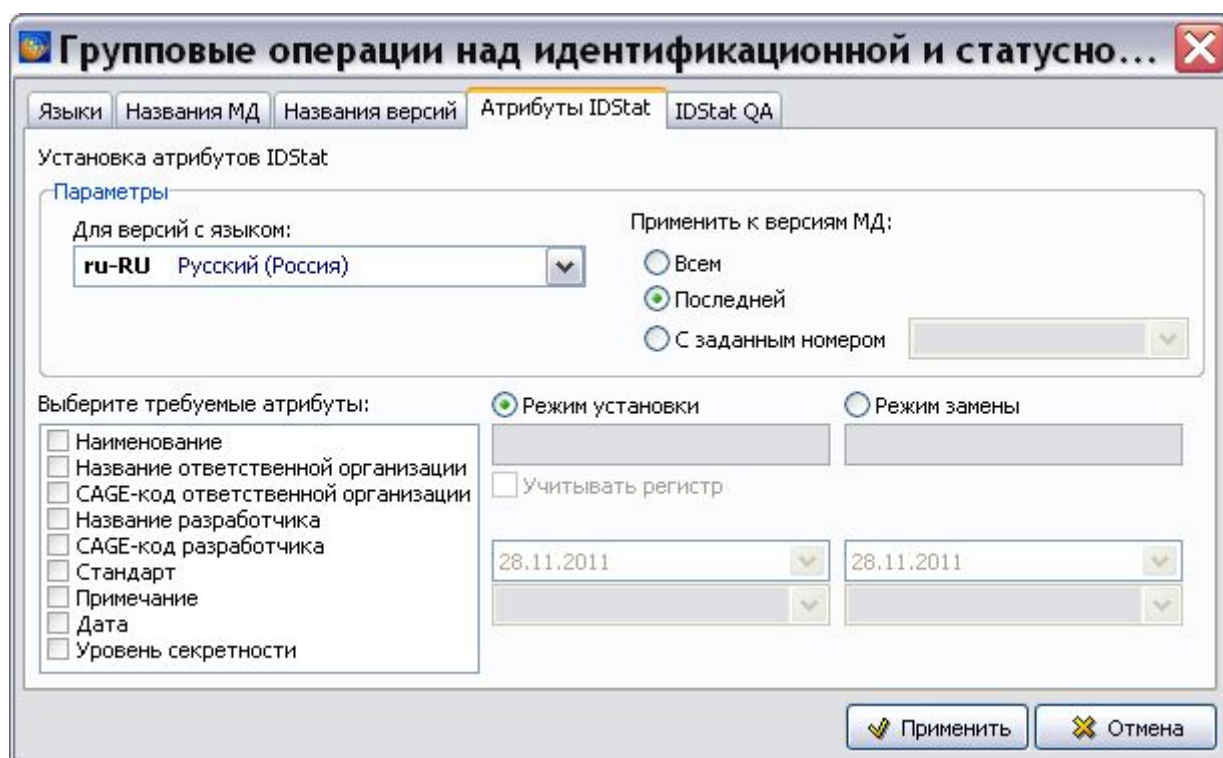 Групповые операции над идентификационной и статусно...
Языки Названия МД Названия версий Атрибуты IDStat IDStat QA
Установка атрибутов IDStat
Параметры
Для версий с языком:
ru-RU Русский (Россия)
Применить к версиям МД:
Всем
Последней
С заданным номером
Выберите требуемые атрибуты:
Наименование
Название ответственной организации
CAGE-код ответственной организации
Название разработчика
CAGE-код разработчика
Стандарт
Примечание
Дата
Уровень секретности
Режим установки
Режим замены
Учитывать регистр
28.11.2011
28.11.2011
Применить
Отмена